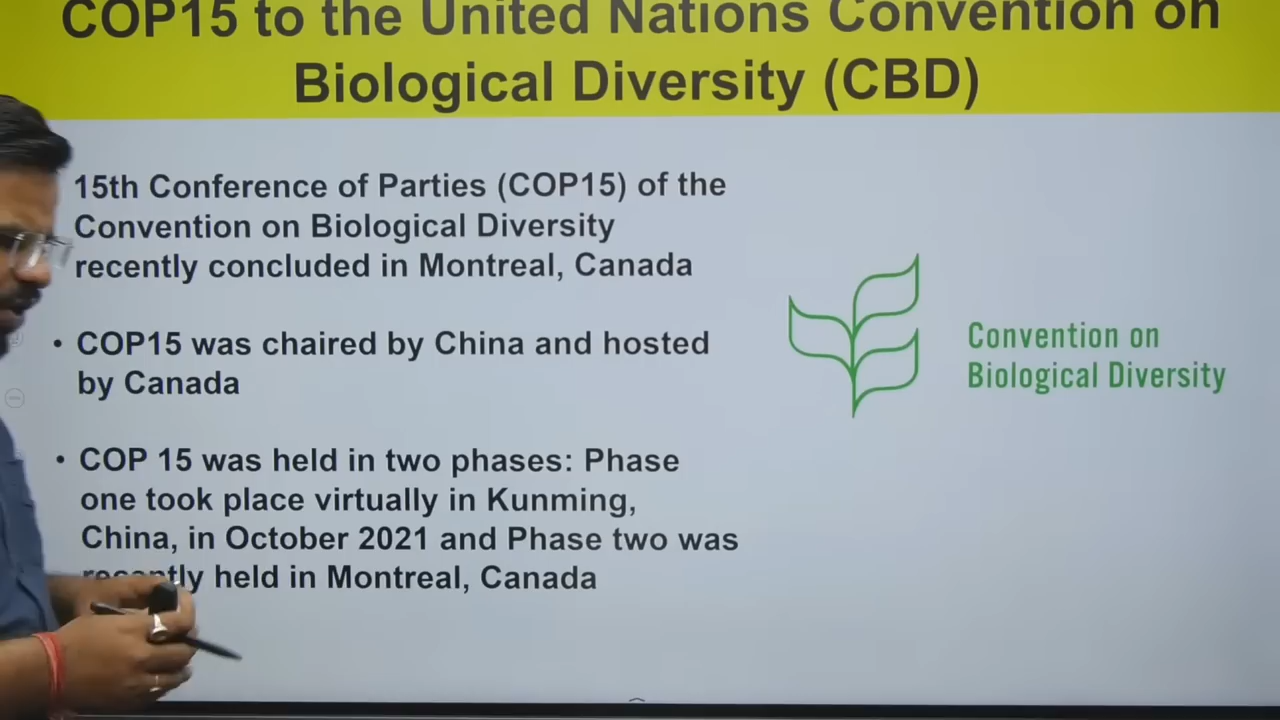 COP15 to the United Nations Convention on
Biological Diversity (CBD)
15th Conference of Parties (COP15) of the
Convention on Biological Diversity
recently concluded in Montreal, Canada
• COP15 was chaired by China and hosted
by Canada
• COP 15 was held in two phases: Phase
one took place virtually in Kunming,
China, in October 2021 and Phase two was
recently held in Montreal, Canada
Convention on
Biological Diversity